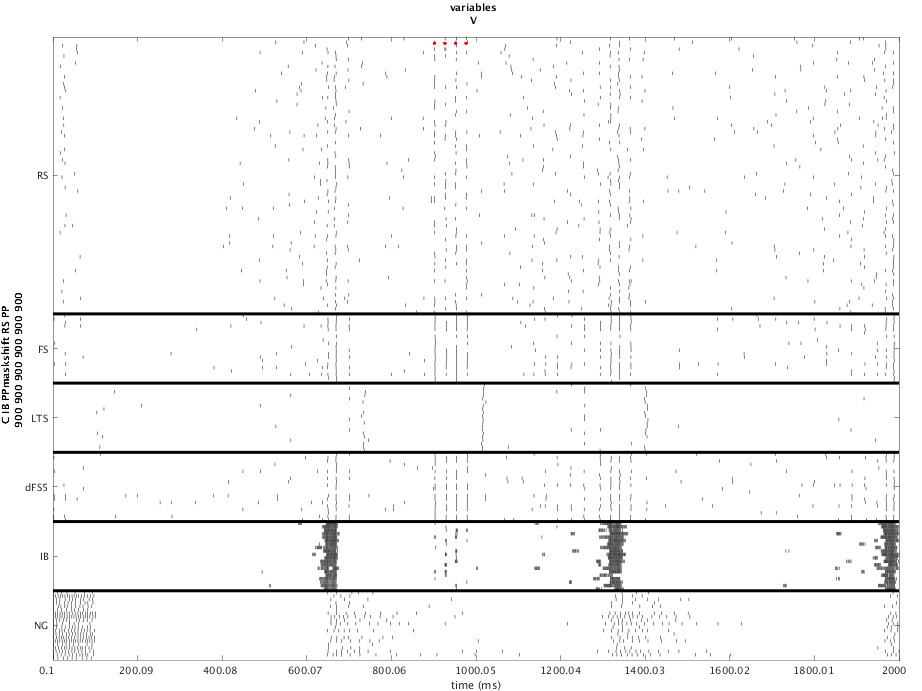 variables
V
C IB PPmaskshift RS PP
900 900 900 900 900 900
RS
FS
LTS
dFS5
IB
NG
0.1 200.09 400.08 600.07 800.06 1000.05 1200.04 1400.03 1600.02 1800.01 2000
time (ms)